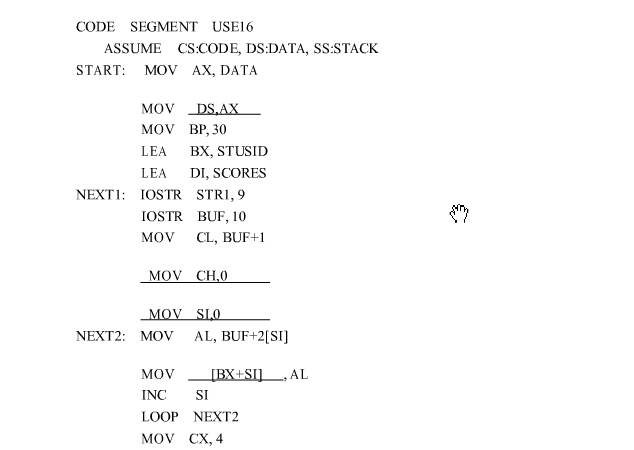 CODE SEGMENT USE16
ASSUME CS:CODE, DS:DATA, SS:STACK
START: MOV AX, DATA
MOV DS,AX
MOV BP, 30
LEA BX, STUSID
LEA DI, SCORES
NEXT1: IOSTR STR1, 9
IOSTR BUF, 10
MOV CL, BUF+1
MOV CH,0
MOV SI,0
NEXT2: MOV AL, BUF+2[SI]
MOV [BX+SI] , AL
INC SI
LOOP NEXT2
MOV CX, 4